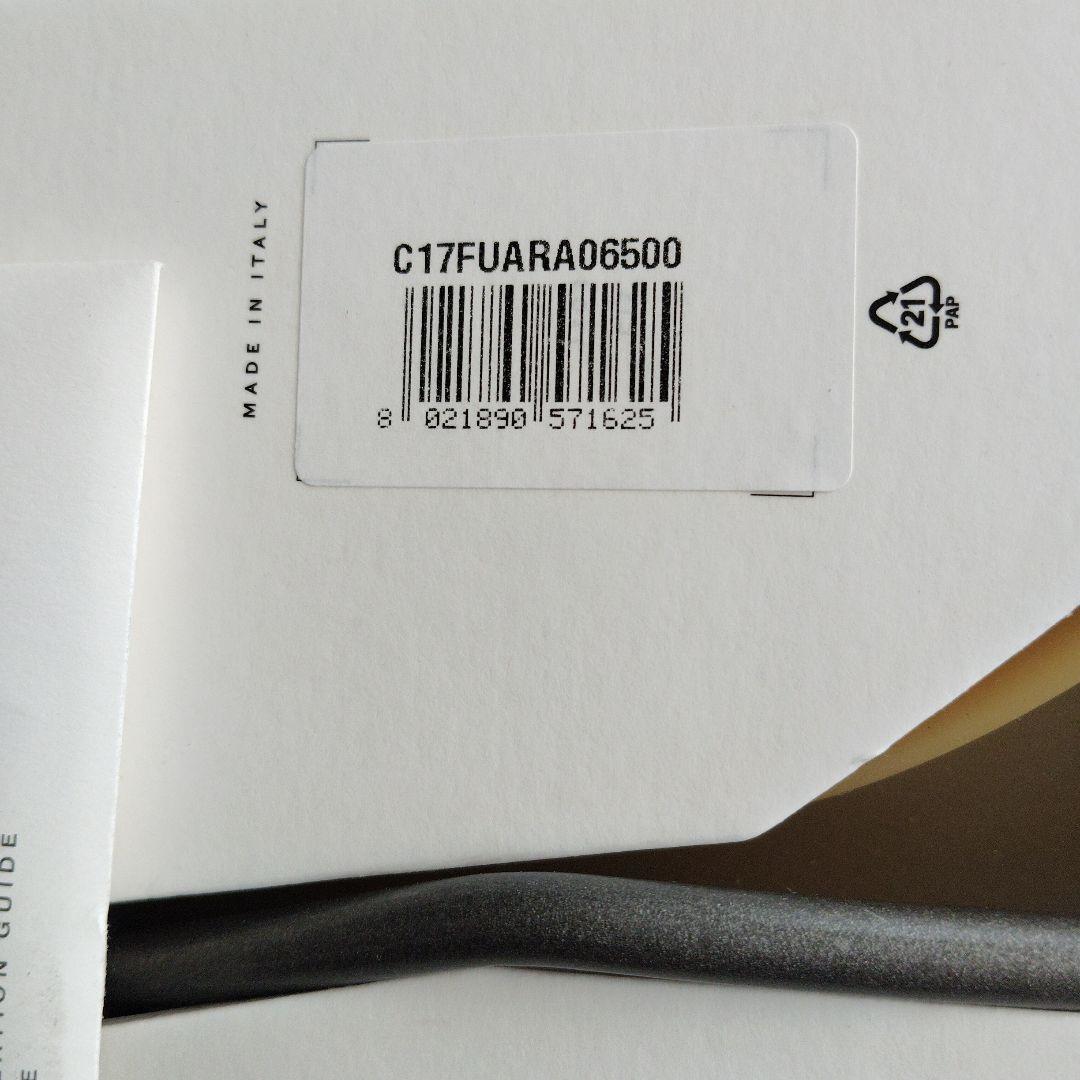 MADE IN ITALY
C17FUARA06500
8 021890 571625
21
PAP
GUIDE